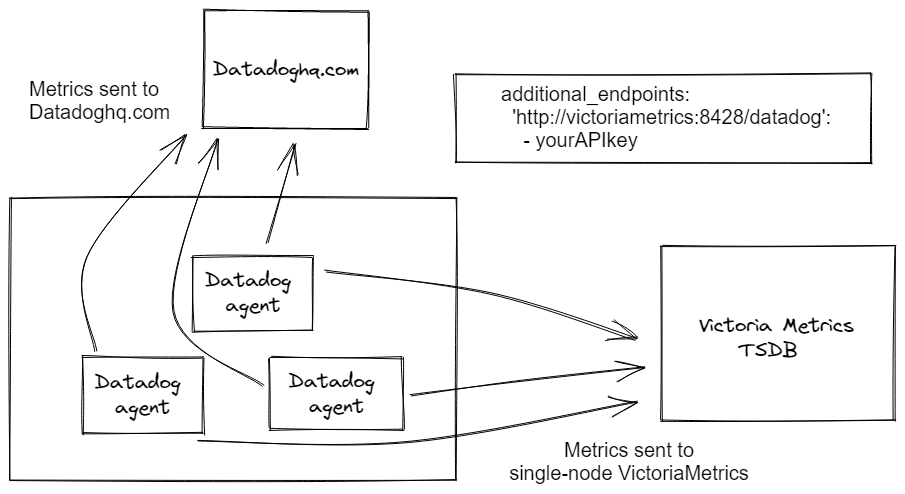 Datadoghq.com
Metrics sent to
Datadoghq.com
additional_endpoints:
'http://victoriametrics:8428/datadog':
- yourAPIkey
Datadog
agent
Datadog
agent
Datadog
agent
Victoria Metrics
TSDB
Metrics sent to
single-node VictoriaMetrics